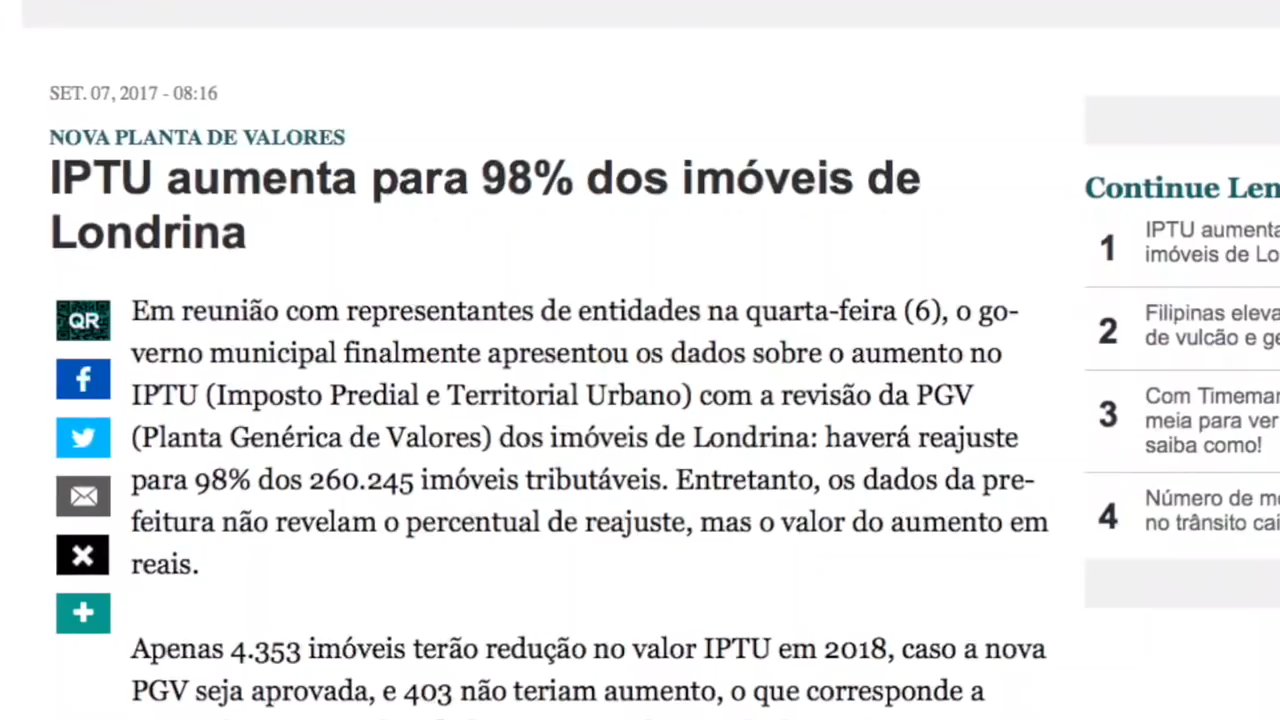 SET. 07, 2017 - 08:16
NOVA PLANTA DE VALORES
IPTU aumenta para 98% dos imóveis de
Londrina
QR
Em reunião com representantes de entidades na quarta-feira (6), o go-
verno municipal finalmente apresentou os dados sobre o aumento no
IPTU (Imposto Predial e Territorial Urbano) com a revisão da PGV
(Planta Genérica de Valores) dos imóveis de Londrina: haverá reajuste
para 98% dos 260.245 imóveis tributáveis. Entretanto, os dados da pre-
feitura não revelam o percentual de reajuste, mas o valor do aumento em
reais.
Apenas 4.353 imóveis terão redução no valor IPTU em 2018, caso a nova
PGV seja aprovada, e 403 não teriam aumento, o que corresponde a
Continue Len
1
IPTU aumenta
imóveis de Lo
2
Filipinas eleva
de vulcão e ge
3
Com Timemar
meia para ver
saiba como!
4
Número de mo
no trânsito cai